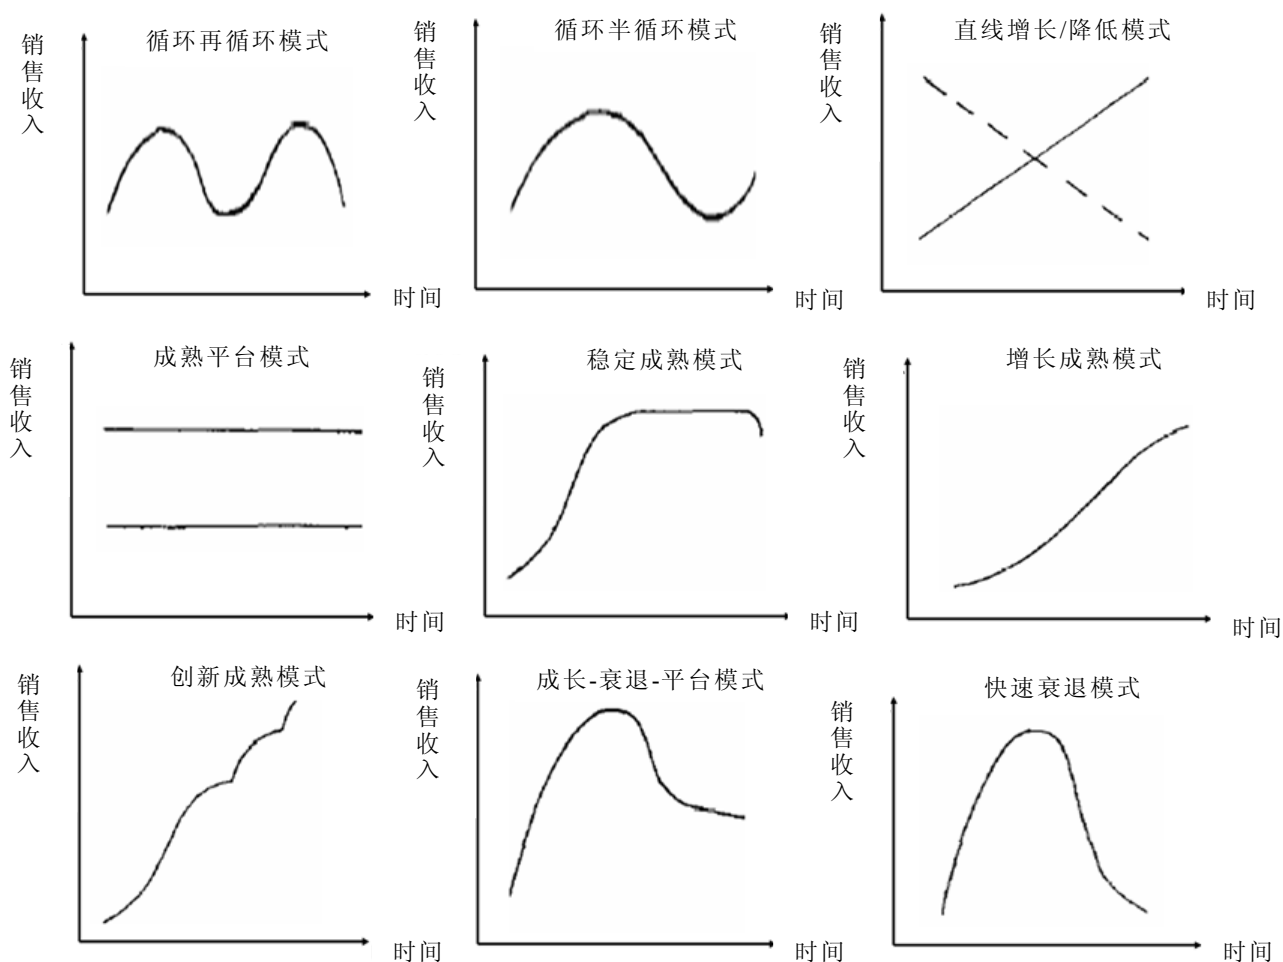 循环再循环模式
销售收入
时间
循环半循环模式
销售收入
时间
直线增长/降低模式
销售收入
时间
成熟平台模式
销售收入
时间
稳定成熟模式
销售收入
时间
增长成熟模式
销售收入
时间
创新成熟模式
销售收入
时间
成长-衰退-平台模式
销售收入
时间
快速衰退模式
销售收入
时间